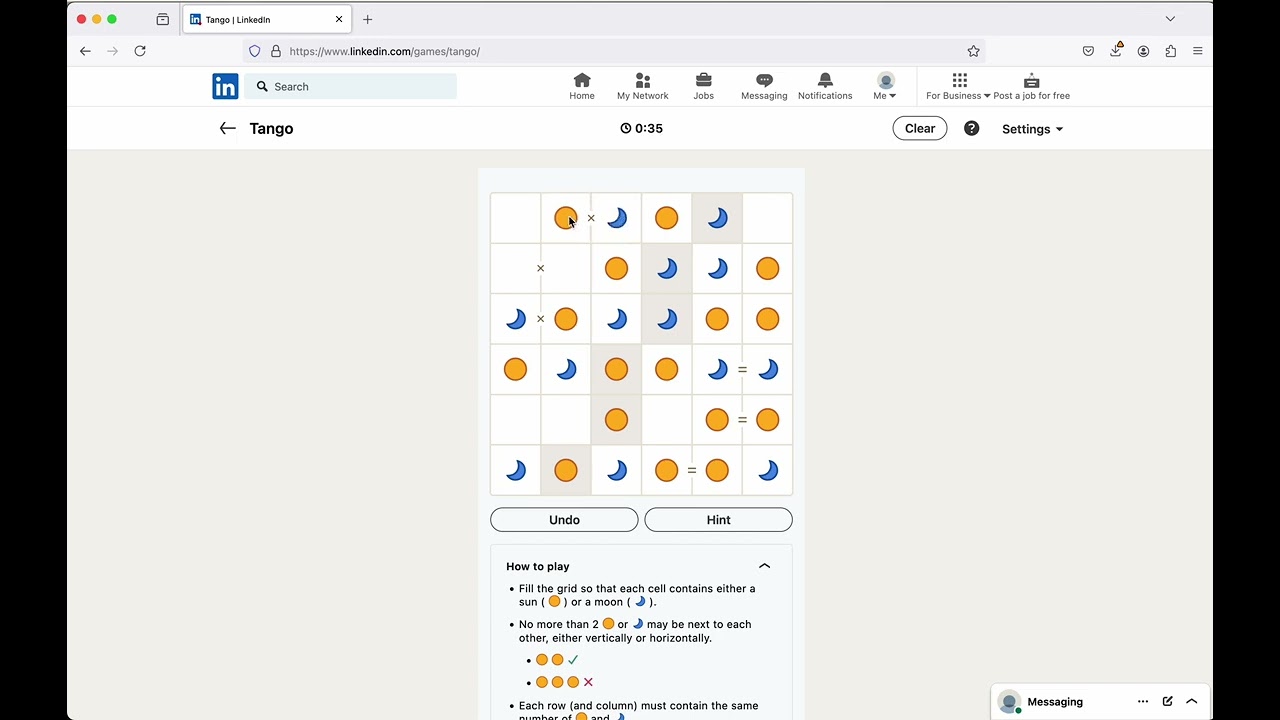 Tango | LinkedIn
https://www.linkedin.com/games/tango/
in
Search
Home
My Network
Jobs
Messaging
Notifications
Me
For Business
Post a job for free
Tango
0:35
Clear
?
Settings
×
×
×
=
=
=
Undo
Hint
How to play
• Fill the grid so that each cell contains either a
sun ( ) or a moon ( ).
• No more than 2 or may be next to each
other, either vertically or horizontally.
• Each row (and column) must contain the same
number of and
Messaging